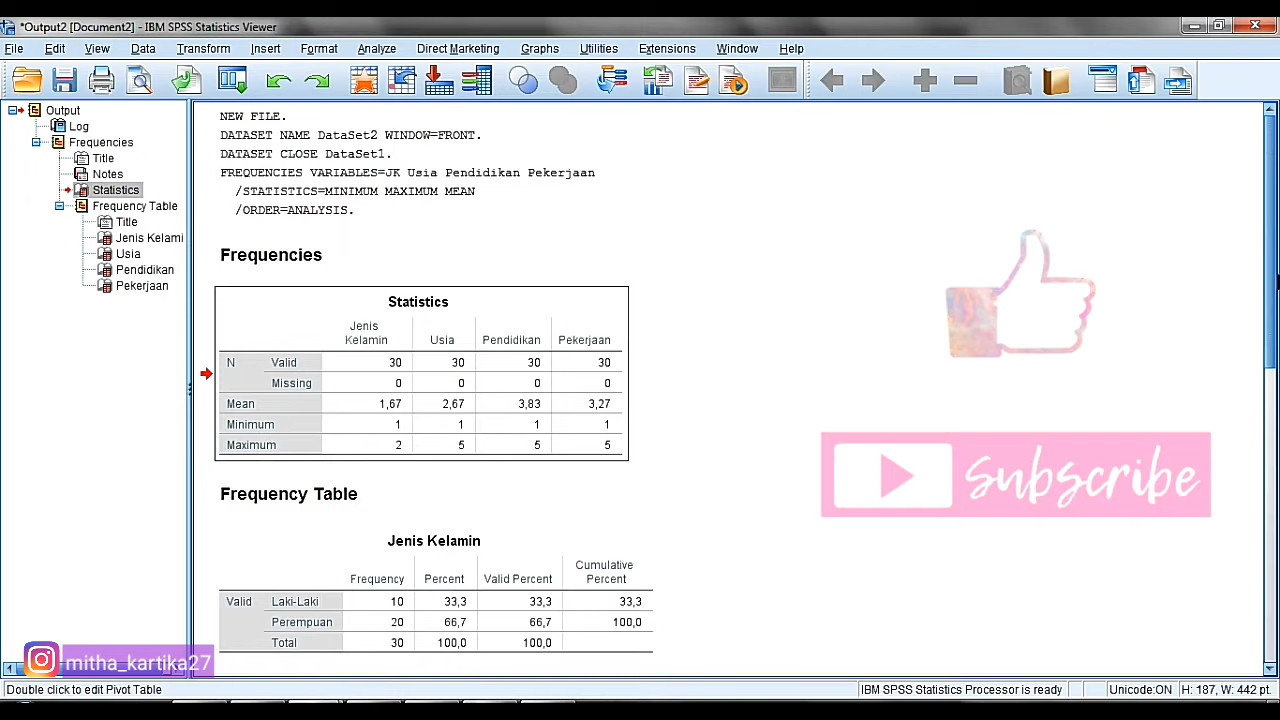 *Output2 [Document2] - IBM SPSS Statistics Viewer
File Edit View Data Transform Insert Format Analyze Direct Marketing Graphs Utilities Extensions Window Help
Output
Log
Frequencies
Title
Notes
Statistics
Frequency Table
Title
Jenis Kelami
Usia
Pendidikan
Pekerjaan
NEW FILE.
DATASET NAME DataSet2 WINDOW=FRONT.
DATASET CLOSE DataSet1.
FREQUENCIES VARIABLES=JK Usia Pendidikan Pekerjaan
/STATISTICS=MINIMUM MAXIMUM MEAN
/ORDER=ANALYSIS.
Frequencies
Statistics
Jenis Kelamin Usia Pendidikan Pekerjaan
N Valid 30 30 30 30
Missing 0 0 0 0
Mean 1,67 2,67 3,83 3,27
Minimum 1 1 1 1
Maximum 2 5 5 5
Frequency Table
Jenis Kelamin
Frequency Percent Valid Percent Cumulative Percent
Valid Laki-Laki 10 33,3 33,3 33,3
Perempuan 20 66,7 66,7 100,0
Total 30 100,0 100,0
Subscribe
mitha_kartika27
Double click to edit Pivot Table
IBM SPSS Statistics Processor is ready
Unicode:ON
H: 187, W: 442 pt.